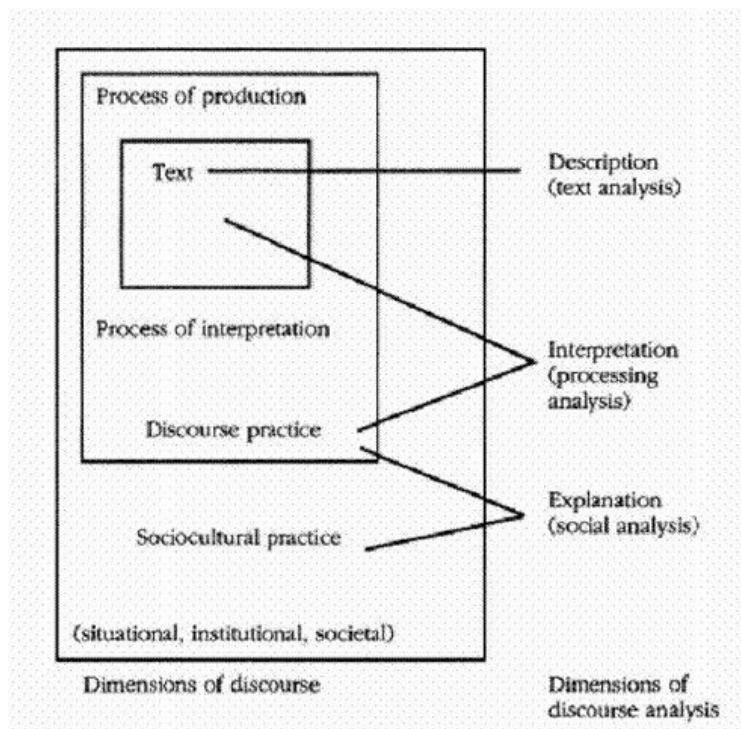 Process of production
Text
Description
(text analysis)
Process of interpretation
Interpretation
(processing
analysis)
Discourse practice
Explanation
(social analysis)
Sociocultural practice
(situational, institutional, societal)
Dimensions of discourse
Dimensions of
discourse analysis